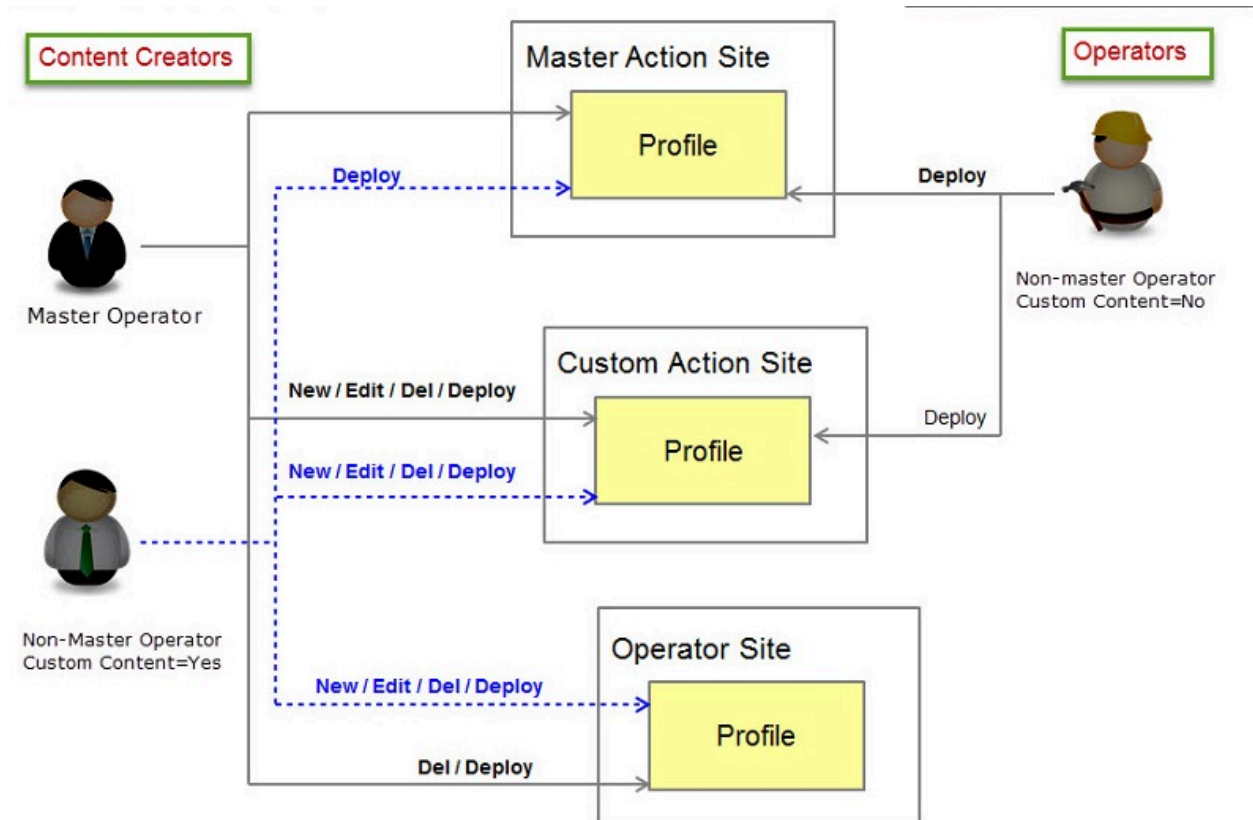 Content Creators
Master Action Site
Operators
Profile
Deploy
Deploy
Master Operator
Non-master Operator
Custom Content=No
Custom Action Site
New / Edit / Del / Deploy
Profile
Deploy
New / Edit / Del / Deploy
Non-Master Operator
Custom Content=Yes
Operator Site
New / Edit / Del / Deploy
Profile
Del / Deploy